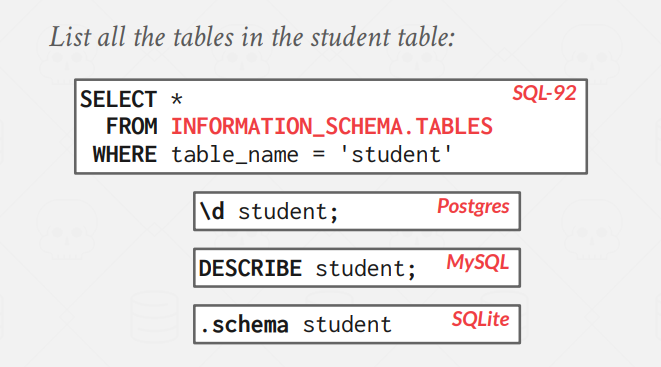 List all the tables in the student table:
SELECT * SQL-92
FROM INFORMATION_SCHEMA.TABLES
WHERE table_name = 'student'
\d student; Postgres
DESCRIBE student; MySQL
.schema student SQLite